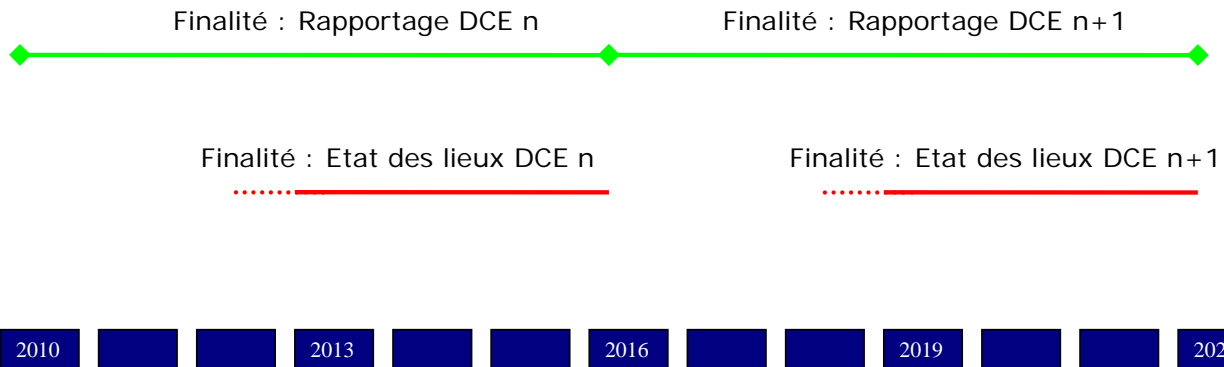 Finalité : Rapportage DCE n Finalité : Rapportage DCE n+1
Finalité : Etat des lieux DCE n Finalité : Etat des lieux DCE n+1
2010 2013 2016 2019 202